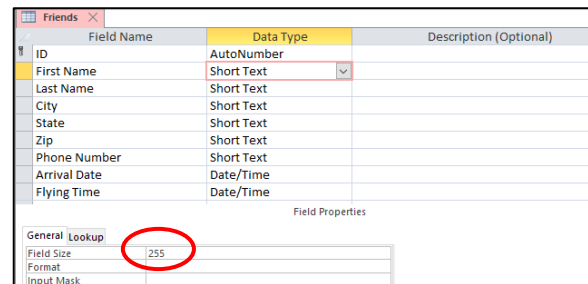 Friends
Field Name Data Type Description (Optional)
ID AutoNumber
First Name Short Text
Last Name Short Text
City Short Text
State Short Text
Zip Short Text
Phone Number Short Text
Arrival Date Date/Time
Flying Time Date/Time
Field Properties
General Lookup
Field Size 255
Format
Input Mask